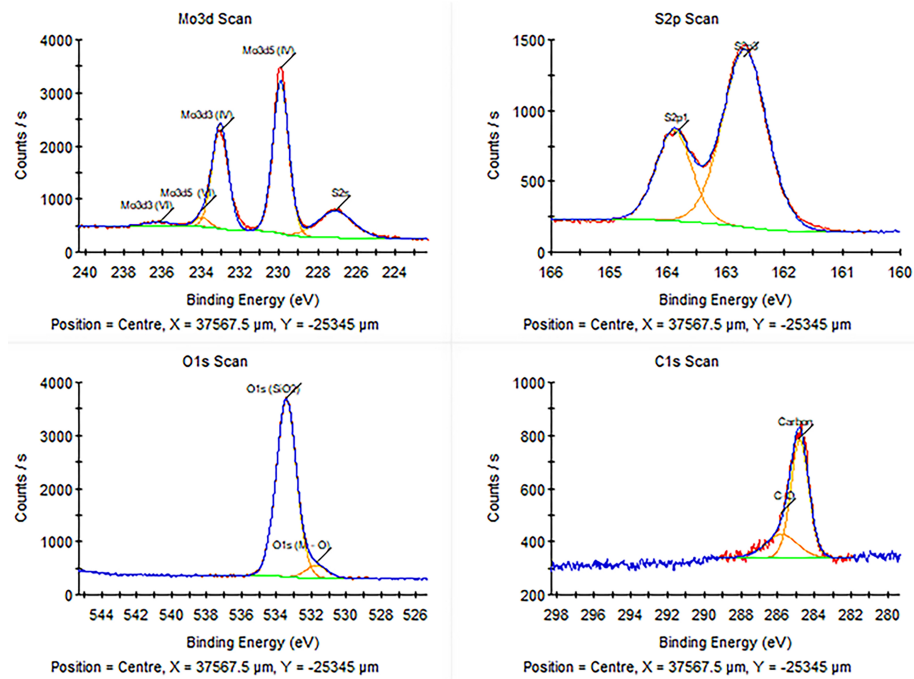 Mo3d Scan
4000
3000
2000
1000
0
Counts / s
Mo3d5 (IV)
Mo3d3 (IV)
Mo3d5 (VI)
Mo3d3 (VI)
S2s
240 238 236 234 232 230 228 226 224
Binding Energy (eV)
Position = Centre, X = 37567.5 µm, Y = -25345 µm
S2p Scan
1500
1000
500
0
Counts / s
S2p1
166 165 164 163 162 161 160
Binding Energy (eV)
Position = Centre, X = 37567.5 µm, Y = -25345 µm
O1s Scan
4000
3000
2000
1000
0
Counts / s
O1s (SiO2)
O1s (M - O)
544 542 540 538 536 534 532 530 528 526
Binding Energy (eV)
Position = Centre, X = 37567.5 µm, Y = -25345 µm
C1s Scan
1000
800
600
400
200
Counts / s
Carbon
298 296 294 292 290 288 286 284 282 280
Binding Energy (eV)
Position = Centre, X = 37567.5 µm, Y = -25345 µm